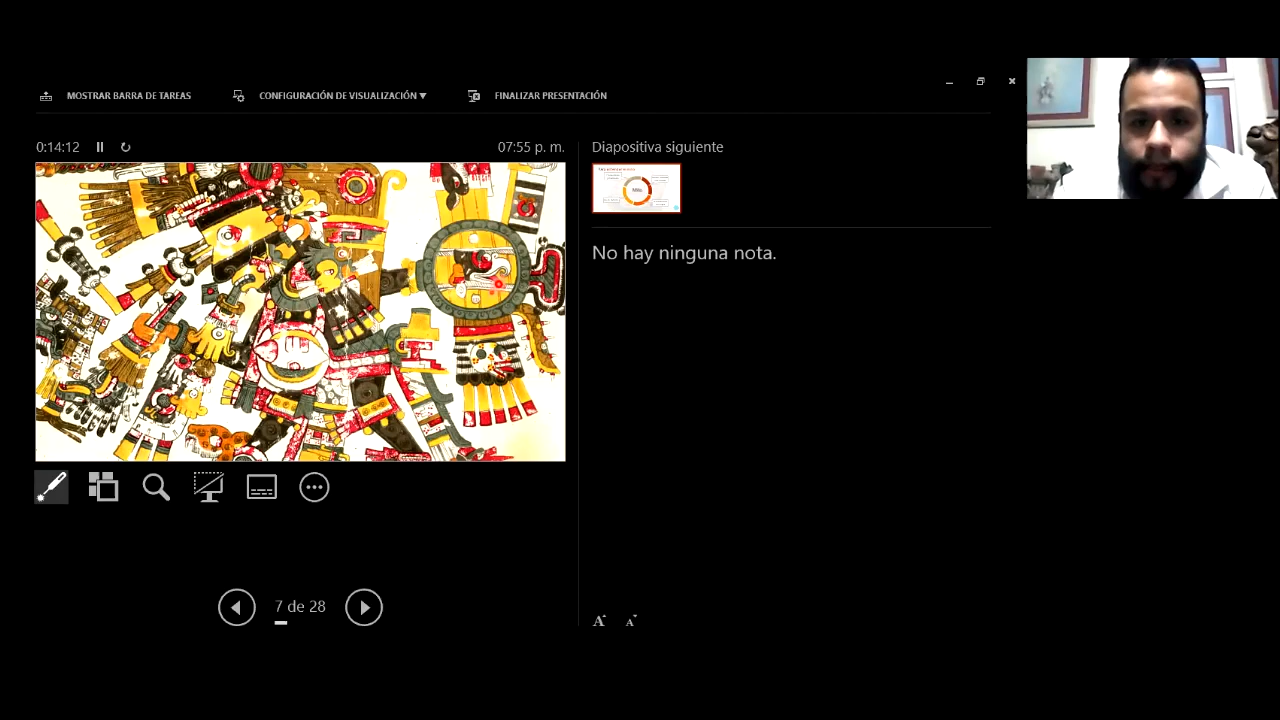 MOSTRAR BARRA DE TAREAS
CONFIGURACIÓN DE VISUALIZACIÓN ▼
FINALIZAR PRESENTACIÓN
0:14:12
07:55 p. m.
Diapositiva siguiente
No hay ninguna nota.
7 de 28
A
A